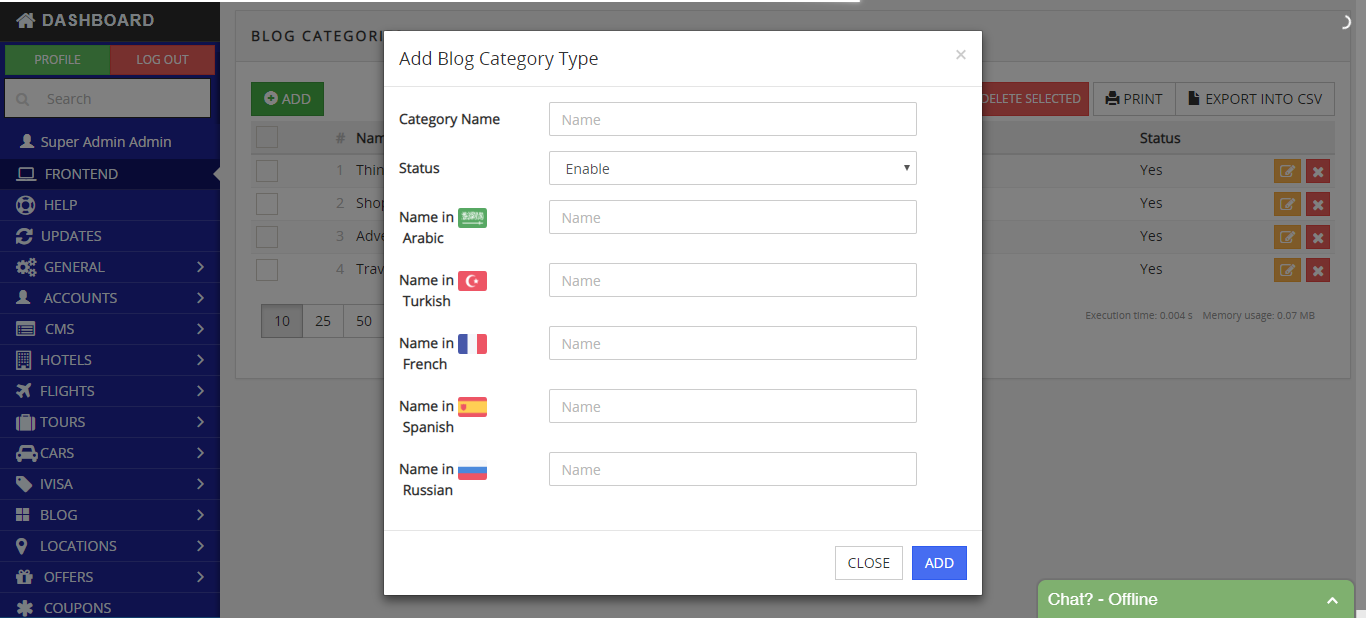 DASHBOARD
PROFILE
LOG OUT
Search
Super Admin Admin
FRONTEND
HELP
UPDATES
GENERAL
ACCOUNTS
CMS
HOTELS
FLIGHTS
TOURS
CARS
IVISA
BLOG
LOCATIONS
OFFERS
COUPONS
BLOG CATEGORI
ADD
DELETE SELECTED
PRINT
EXPORT INTO CSV
# Nam
Status
1 Thin
Yes
2 Shop
Yes
3 Adve
Yes
4 Trav
Yes
10 25 50
Execution time: 0.004 s Memory usage: 0.07 MB
Add Blog Category Type
×
Category Name
Name
Status
Enable
Name in
Arabic
Name
Name in
Turkish
Name
Name in
French
Name
Name in
Spanish
Name
Name in
Russian
Name
CLOSE
ADD
Chat? - Offline